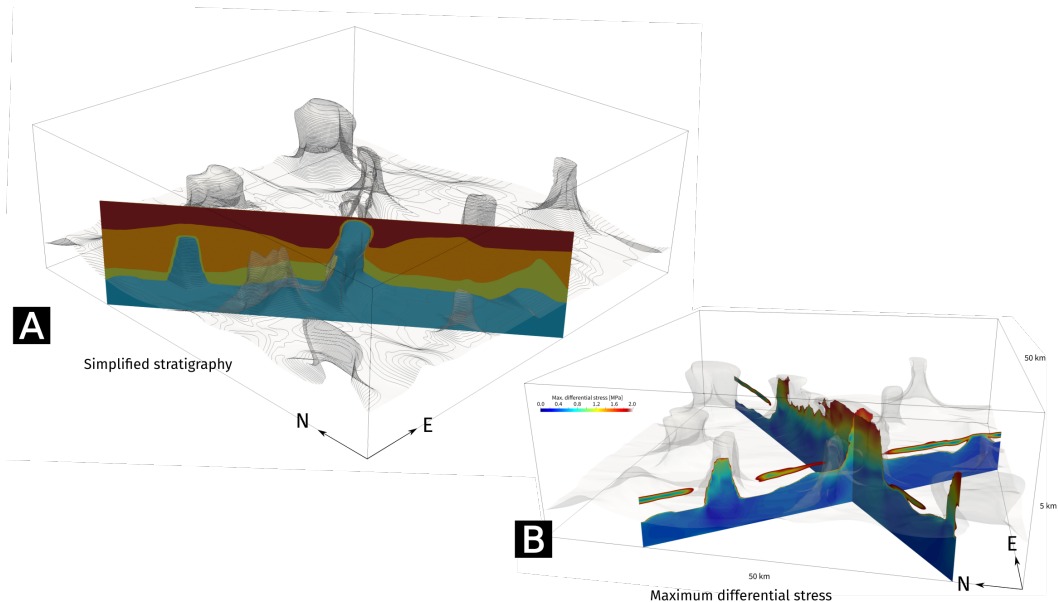 A
Simplified stratigraphy
N
E
50 km
Max. differential stress [MPa]
0.0 0.4 0.8 1.2 1.6 2.0
5 km
B
E
N
50 km
Maximum differential stress